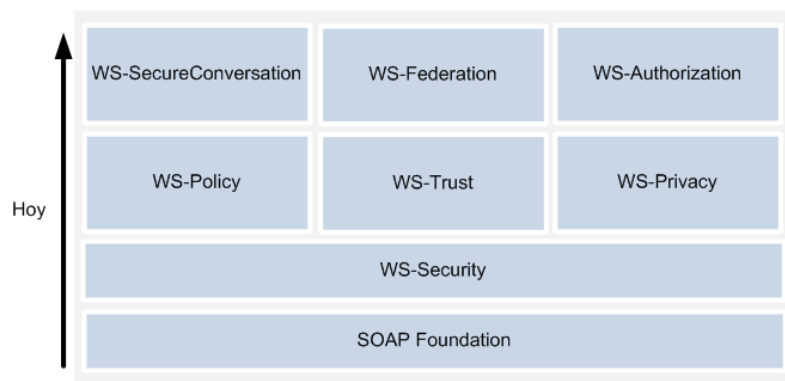 WS-SecureConversation
WS-Federation
WS-Authorization
WS-Policy
WS-Trust
WS-Privacy
Hoy
WS-Security
SOAP Foundation